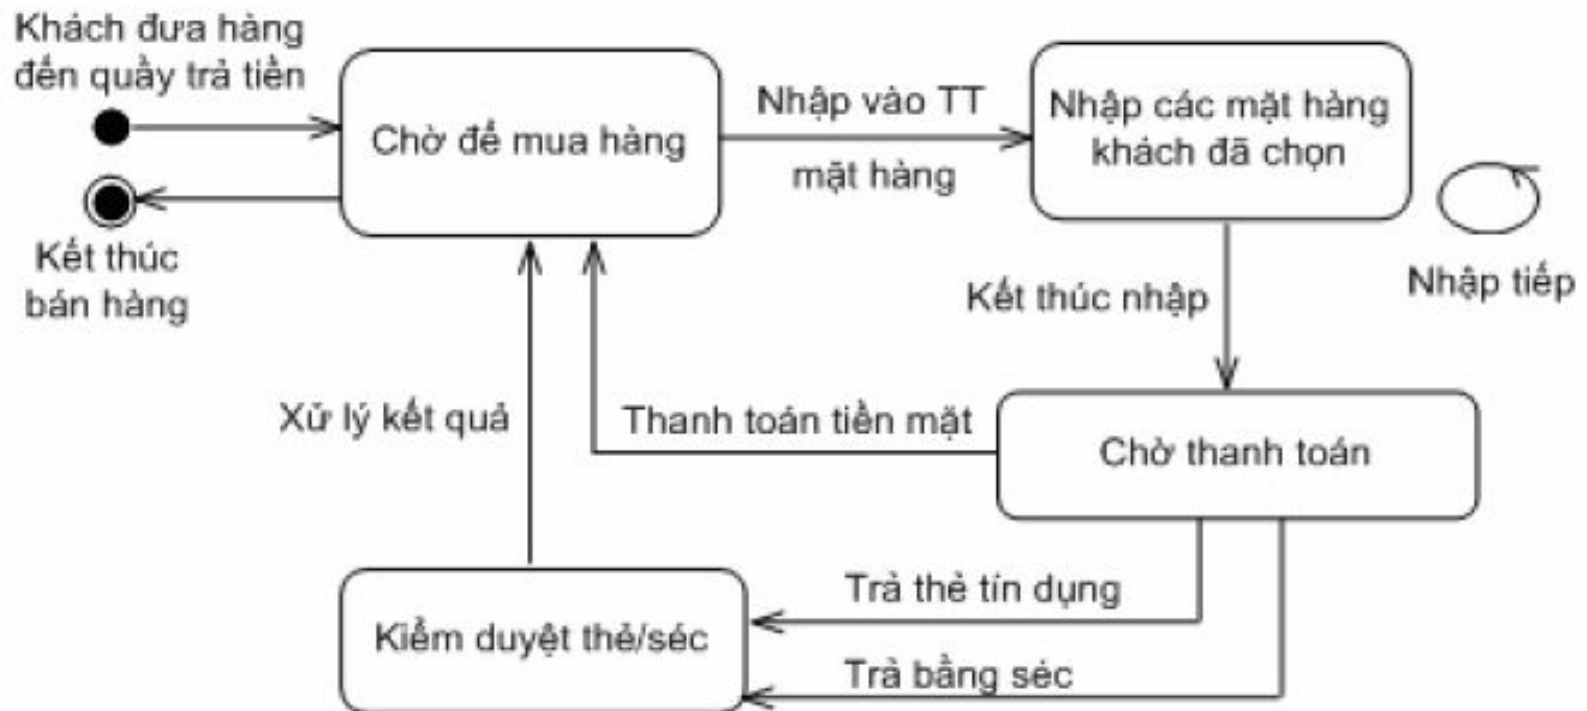 Khách đưa hàng
đến quầy trả tiền
Chờ để mua hàng
Nhập vào TT
mặt hàng
Nhập các mặt hàng
khách đã chọn
Nhập tiếp
Kết thúc
bán hàng
Kết thúc nhập
Xử lý kết quả
Thanh toán tiền mặt
Chờ thanh toán
Trả thẻ tín dụng
Kiểm duyệt thẻ/séc
Trả bằng séc